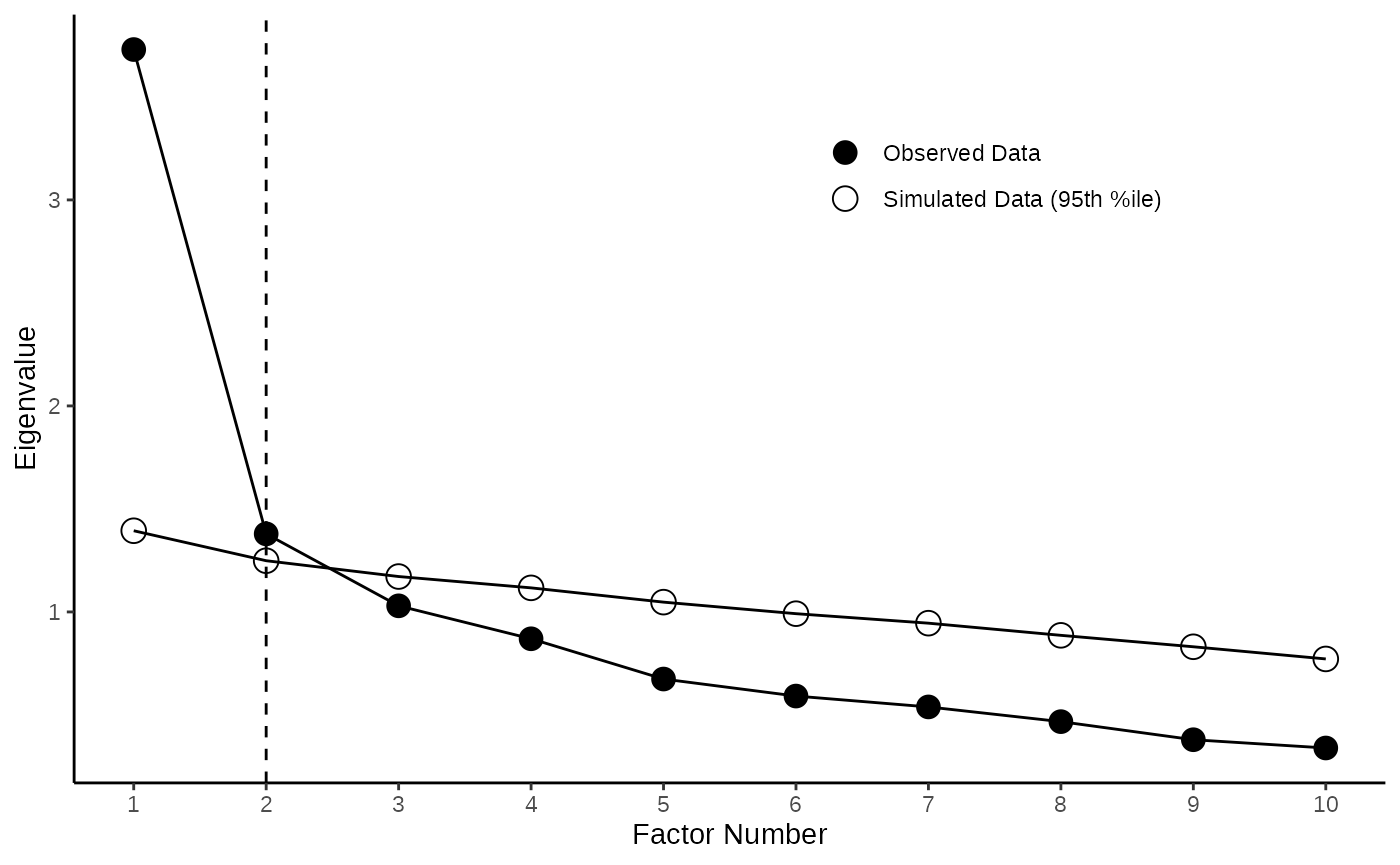 Observed Data
Simulated Data (95th %ile)
3
2
1
Eigenvalue
1 2 3 4 5 6 7 8 9 10
Factor Number